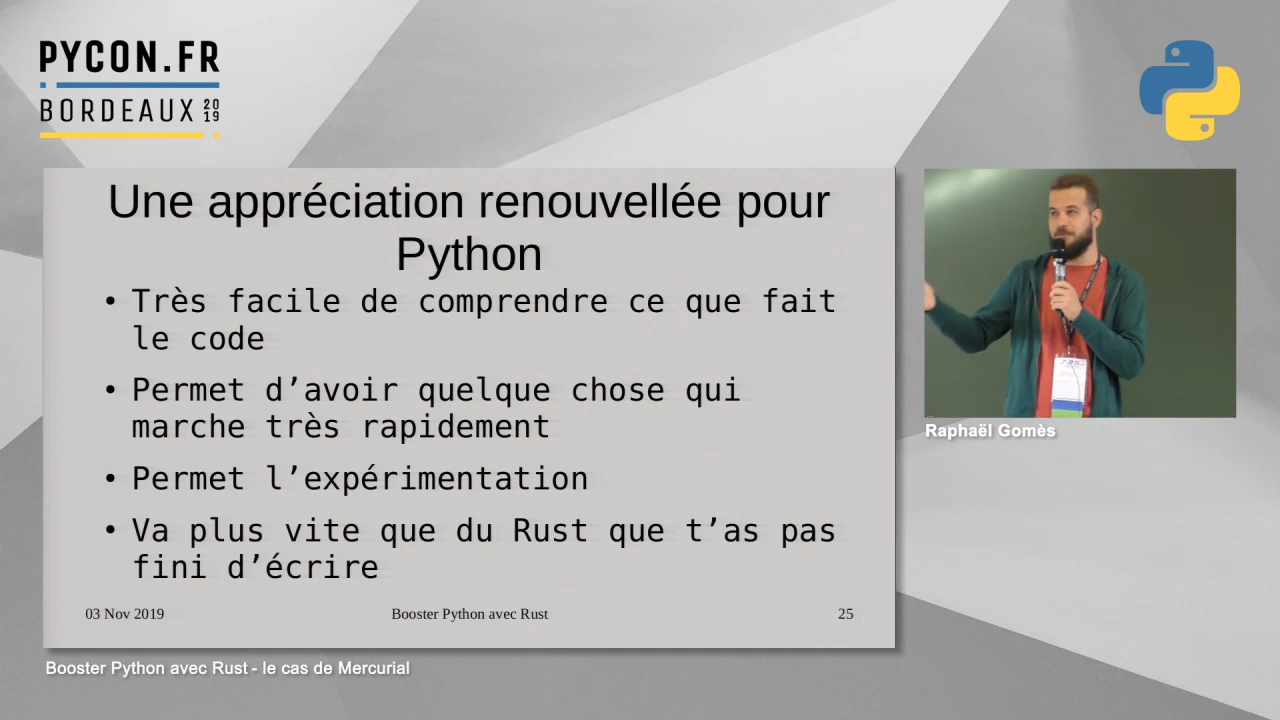 PYCON.FR
BORDEAUX 2019
Une appréciation renouvellée pour
Python
• Très facile de comprendre ce que fait
le code
• Permet d’avoir quelque chose qui
marche très rapidement
• Permet l’expérimentation
• Va plus vite que du Rust que t’as pas
fini d’écrire
03 Nov 2019 Booster Python avec Rust 25
Raphaël Gomès
Booster Python avec Rust - le cas de Mercurial